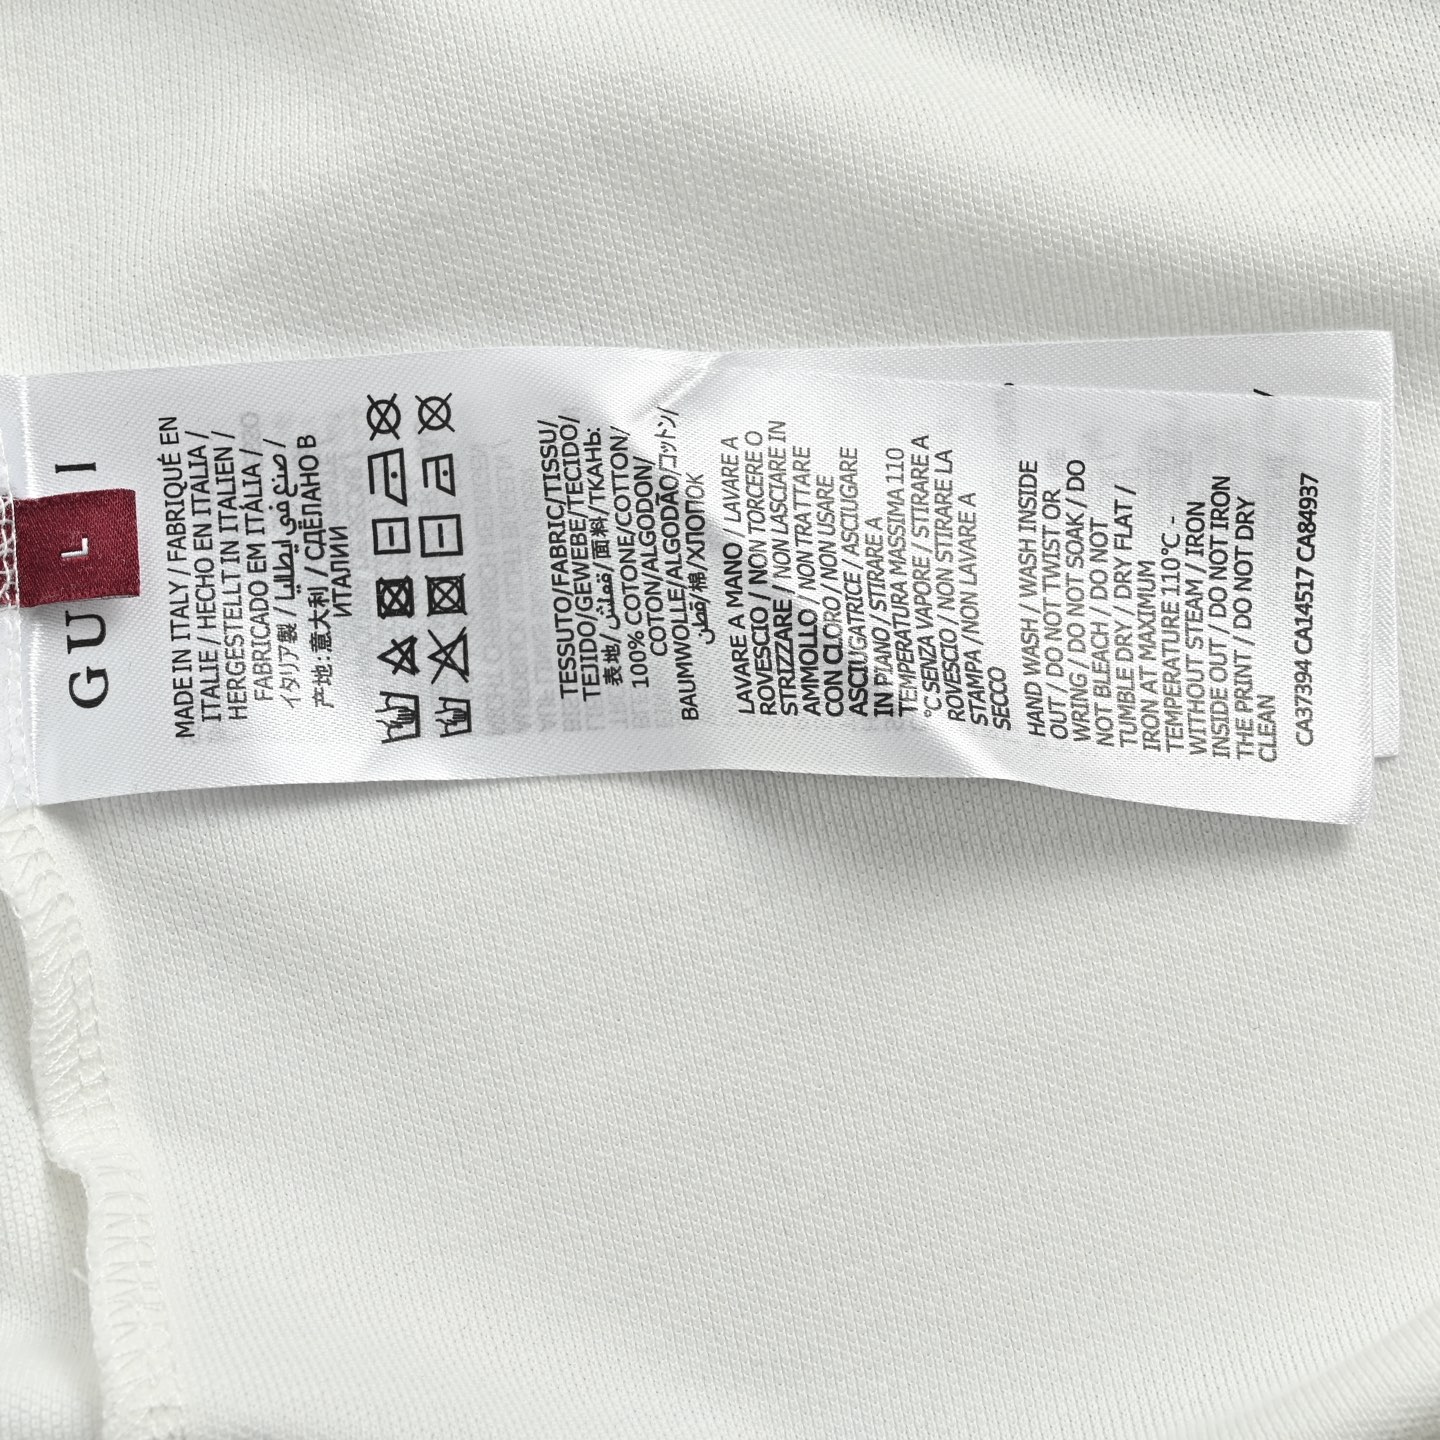 GU I
L
MADE IN ITALY / FABRIQUÉ EN
ITALIE / HECHO EN ITALIA /
HERGESTELLT IN ITALIEN /
FABRICADO EM ITÁLIA /
イタリア製 / صنع في ايطاليا /
产地: 意大利 / СДЕЛАНО В
ИТАЛИИ
TESSUTO/FABRIC/TISSU/
TEJIDO/GEWEBE/TECIDO/
表地/قماش/面料/ТКАНЬ:
100% COTONE/COTTON/
COTON/ALGODON/
BAUMWOLLE/ALGODÃO/コットン/
قطن/棉/ХЛОПОК
LAVARE A MANO / LAVARE A
ROVESCIO / NON TORCERE O
STRIZZARE / NON LASCIARE IN
AMMOLLO / NON TRATTARE
CON CLORO / NON USARE
ASCIUGATRICE / ASCIUGARE
IN PIANO / STIRARE A
TEMPERATURA MASSIMA 110
°C SENZA VAPORE / STIRARE A
ROVESCIO / NON STIRARE LA
STAMPA /NON LAVARE A
SECCO
HAND WASH / WASH INSIDE
OUT / DO NOT TWIST OR
WRING / DO NOT SOAK / DO
NOT BLEACH / DO NOT
TUMBLE DRY / DRY FLAT /
IRON AT MAXIMUM
TEMPERATURE 110°C -
WITHOUT STEAM / IRON
INSIDE OUT / DO NOT IRON
THE PRINT / DO NOT DRY
CLEAN
CA37394 CA14517 CA84937